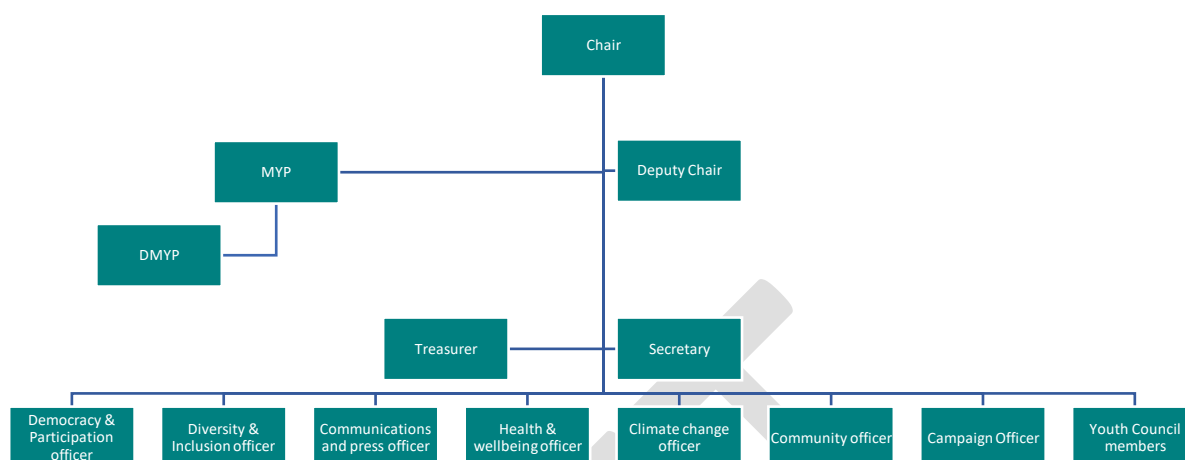 Chair
MYP
Deputy Chair
DMYP
Treasurer
Secretary
Democracy &
Participation
officer
Diversity &
Inclusion officer
Communications
and press officer
Health &
wellbeing officer
Climate change
officer
Community officer
Campaign Officer
Youth Council
members